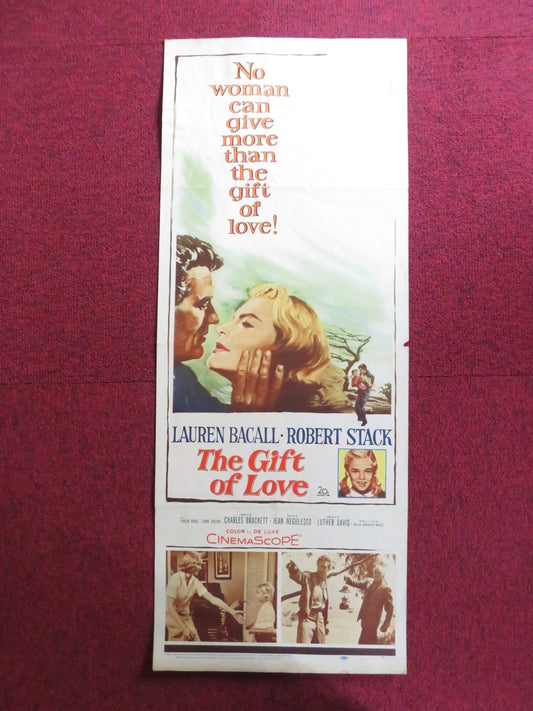 No
woman
can
give
more
than
the
gift
of
love!
LAUREN BACALL · ROBERT STACK
The Gift
of Love
20
CHARLES BRACKETT JEAN NEGULESCO LUTHER DAVIS
COLOR by DE LUXE
CINEMASCOPE